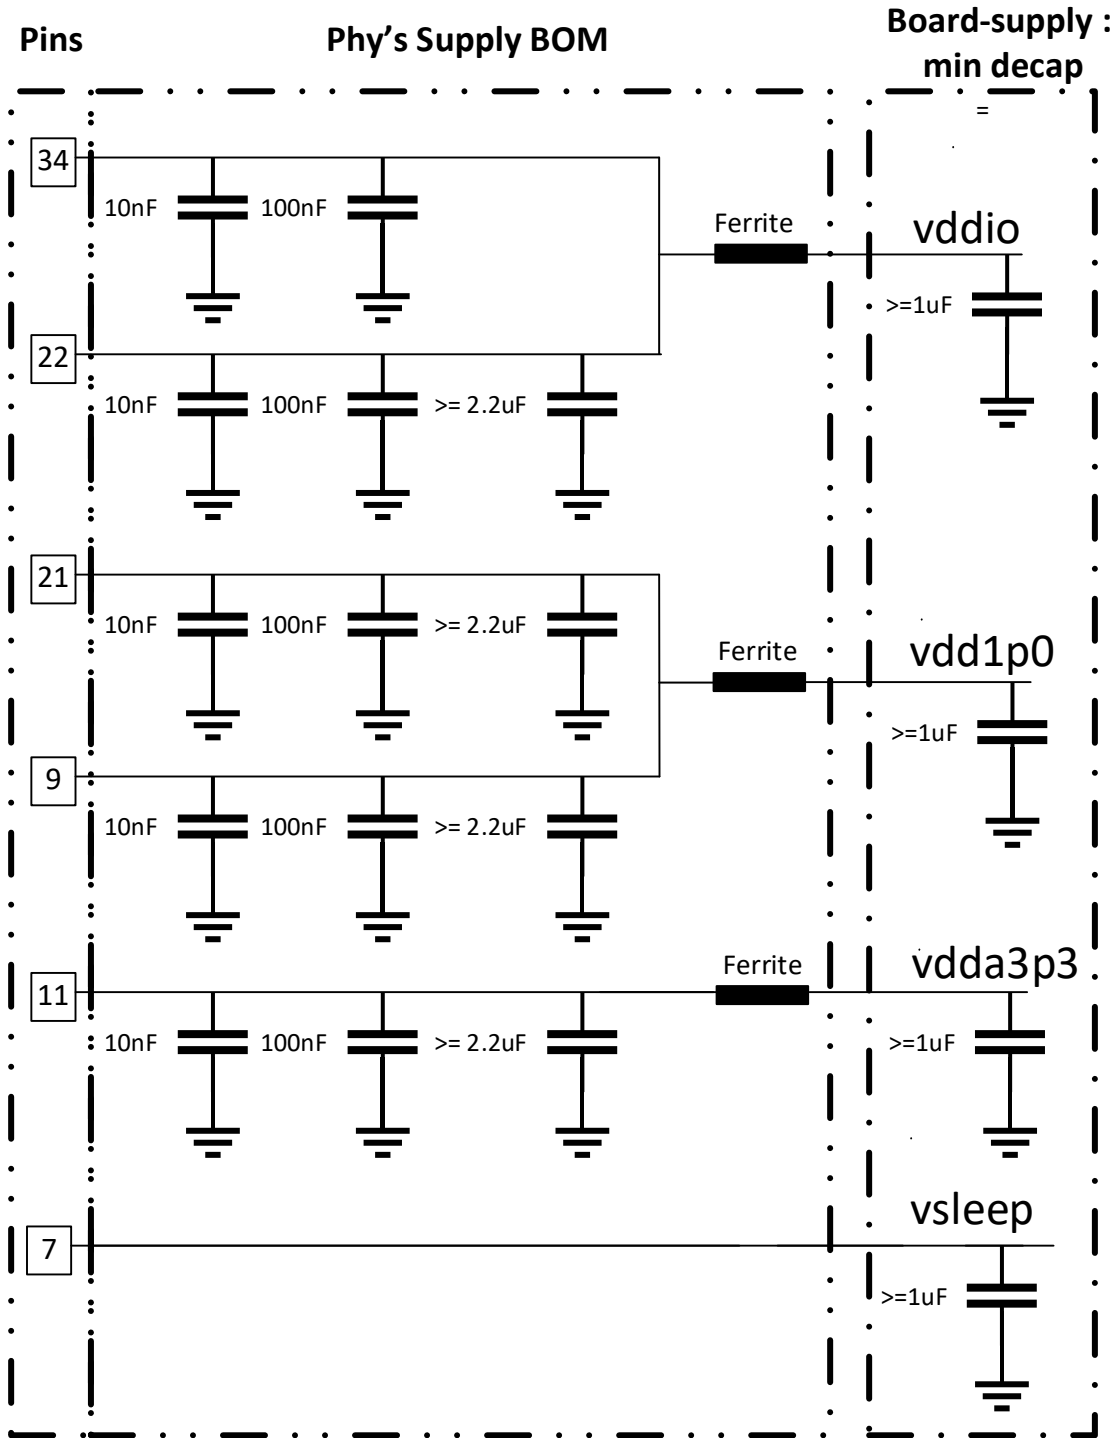 Pins
Phy's Supply BOM
Board-supply :
min decap
=
34
10nF
100nF
Ferrite
vddio
>=1uF
22
10nF
100nF
>= 2.2uF
21
10nF
100nF
>= 2.2uF
Ferrite
vdd1p0
>=1uF
9
10nF
100nF
>= 2.2uF
11
Ferrite
vdda3p3
10nF
100nF
>= 2.2uF
>=1uF
7
vsleep
>=1uF